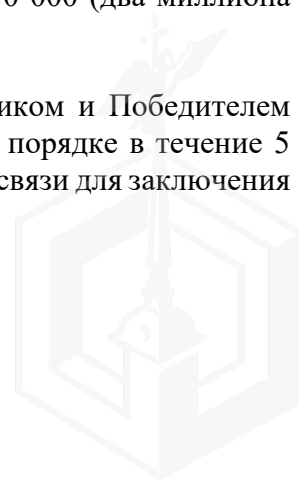 0 000 (два миллиона
иком и Победителем
порядке в течение 5
связи для заключения